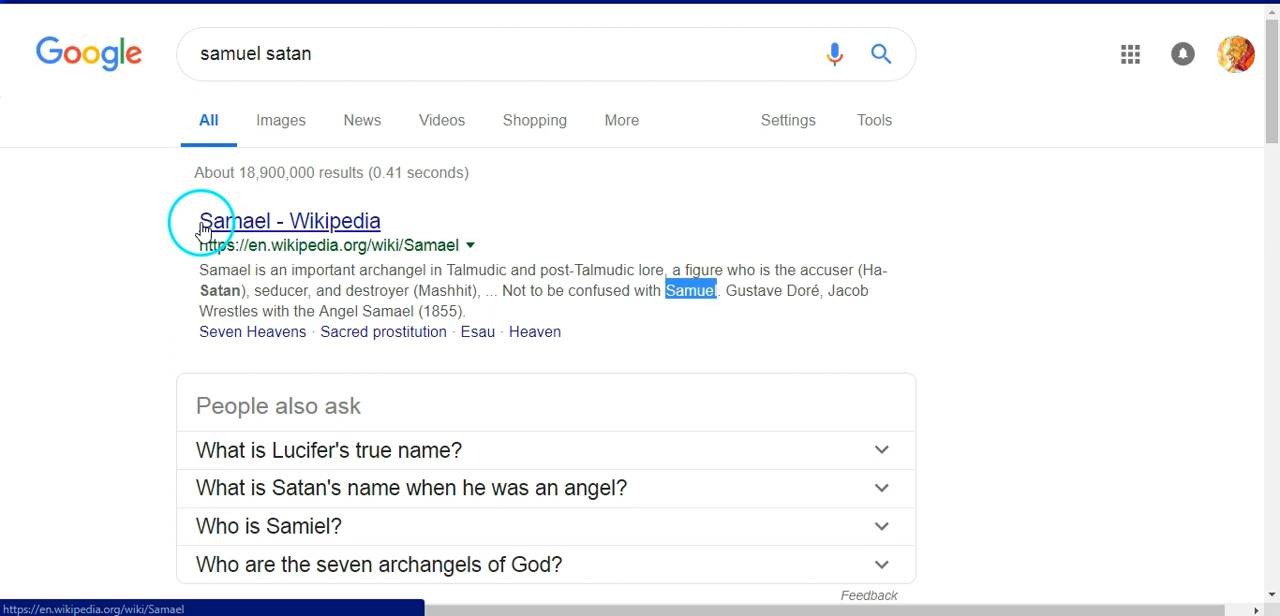 Google
samuel satan
All
Images
News
Videos
Shopping
More
Settings
Tools
About 18,900,000 results (0.41 seconds)
Samael - Wikipedia
https://en.wikipedia.org/wiki/Samael
Samael is an important archangel in Talmudic and post-Talmudic lore, a figure who is the accuser (Ha-
Satan), seducer, and destroyer (Mashhit), ... Not to be confused with Samuel. Gustave Doré, Jacob
Wrestles with the Angel Samael (1855).
Seven Heavens · Sacred prostitution · Esau · Heaven
People also ask
What is Lucifer's true name?
What is Satan's name when he was an angel?
Who is Samiel?
Who are the seven archangels of God?
Feedback
https://en.wikipedia.org/wiki/Samael